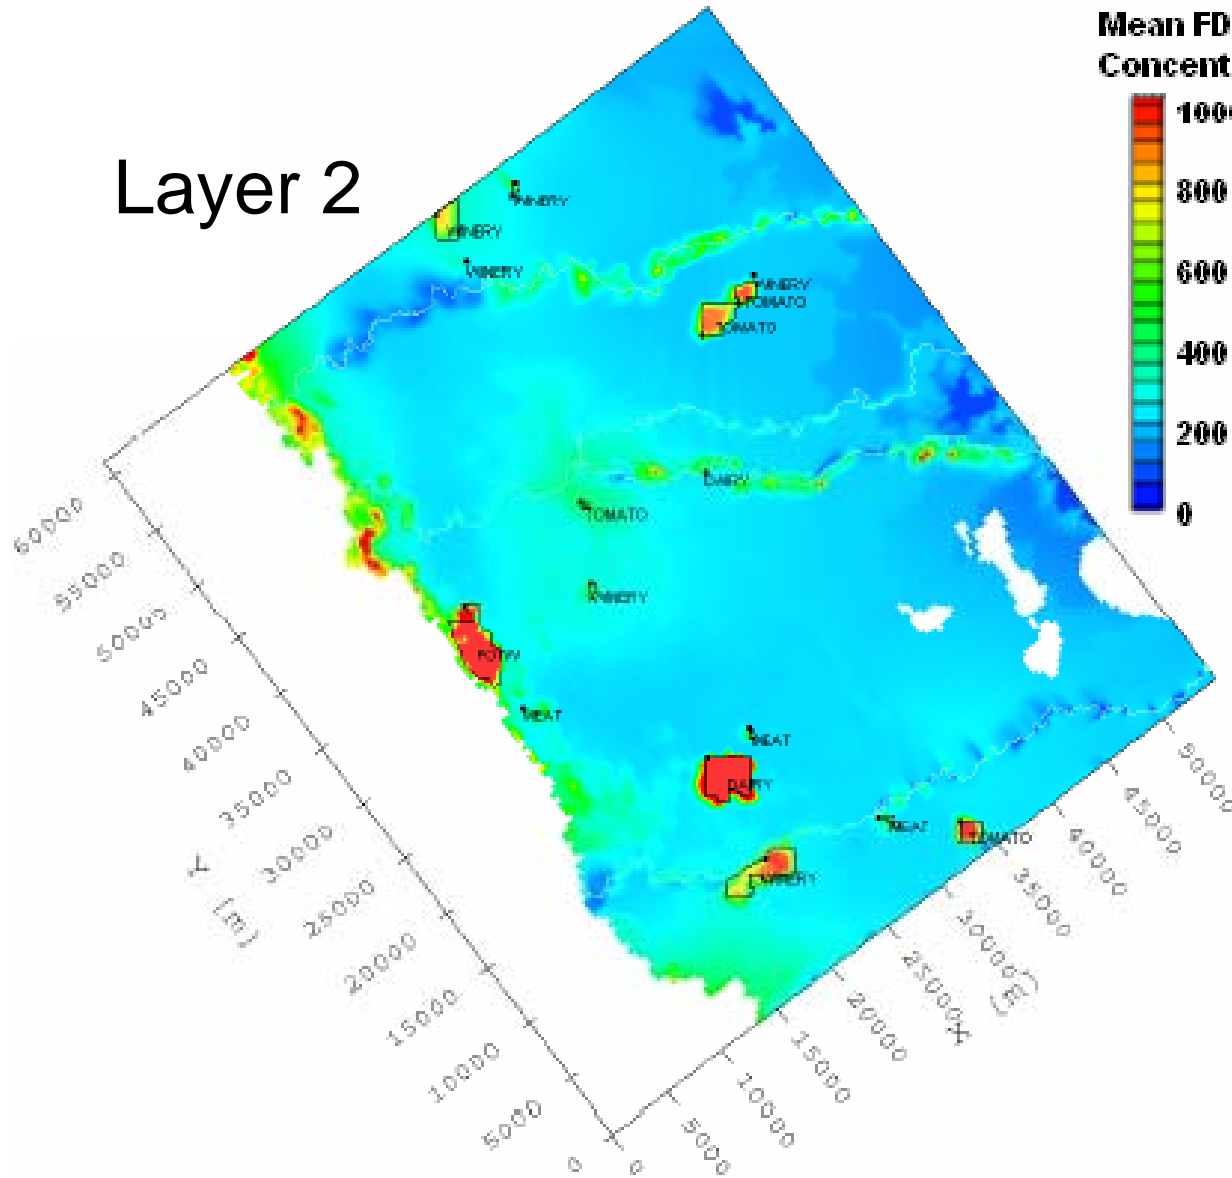 Mean FD
Concent
Layer 2
1000
800
600
400
200
0
WINERY
WINERY
WINERY
WINERY
TOMATO
TOMATO
DAIRY
TOMATO
WINERY
POTW
MEAT
MEAT
DAIRY
MEAT
TOMATO
WINERY
60000
55000
50000
45000
40000
35000
30000
25000
20000
15000
10000
5000
0
Y (m)
0
5000
10000
15000
20000
25000
30000
35000
40000
45000
50000
X (m)